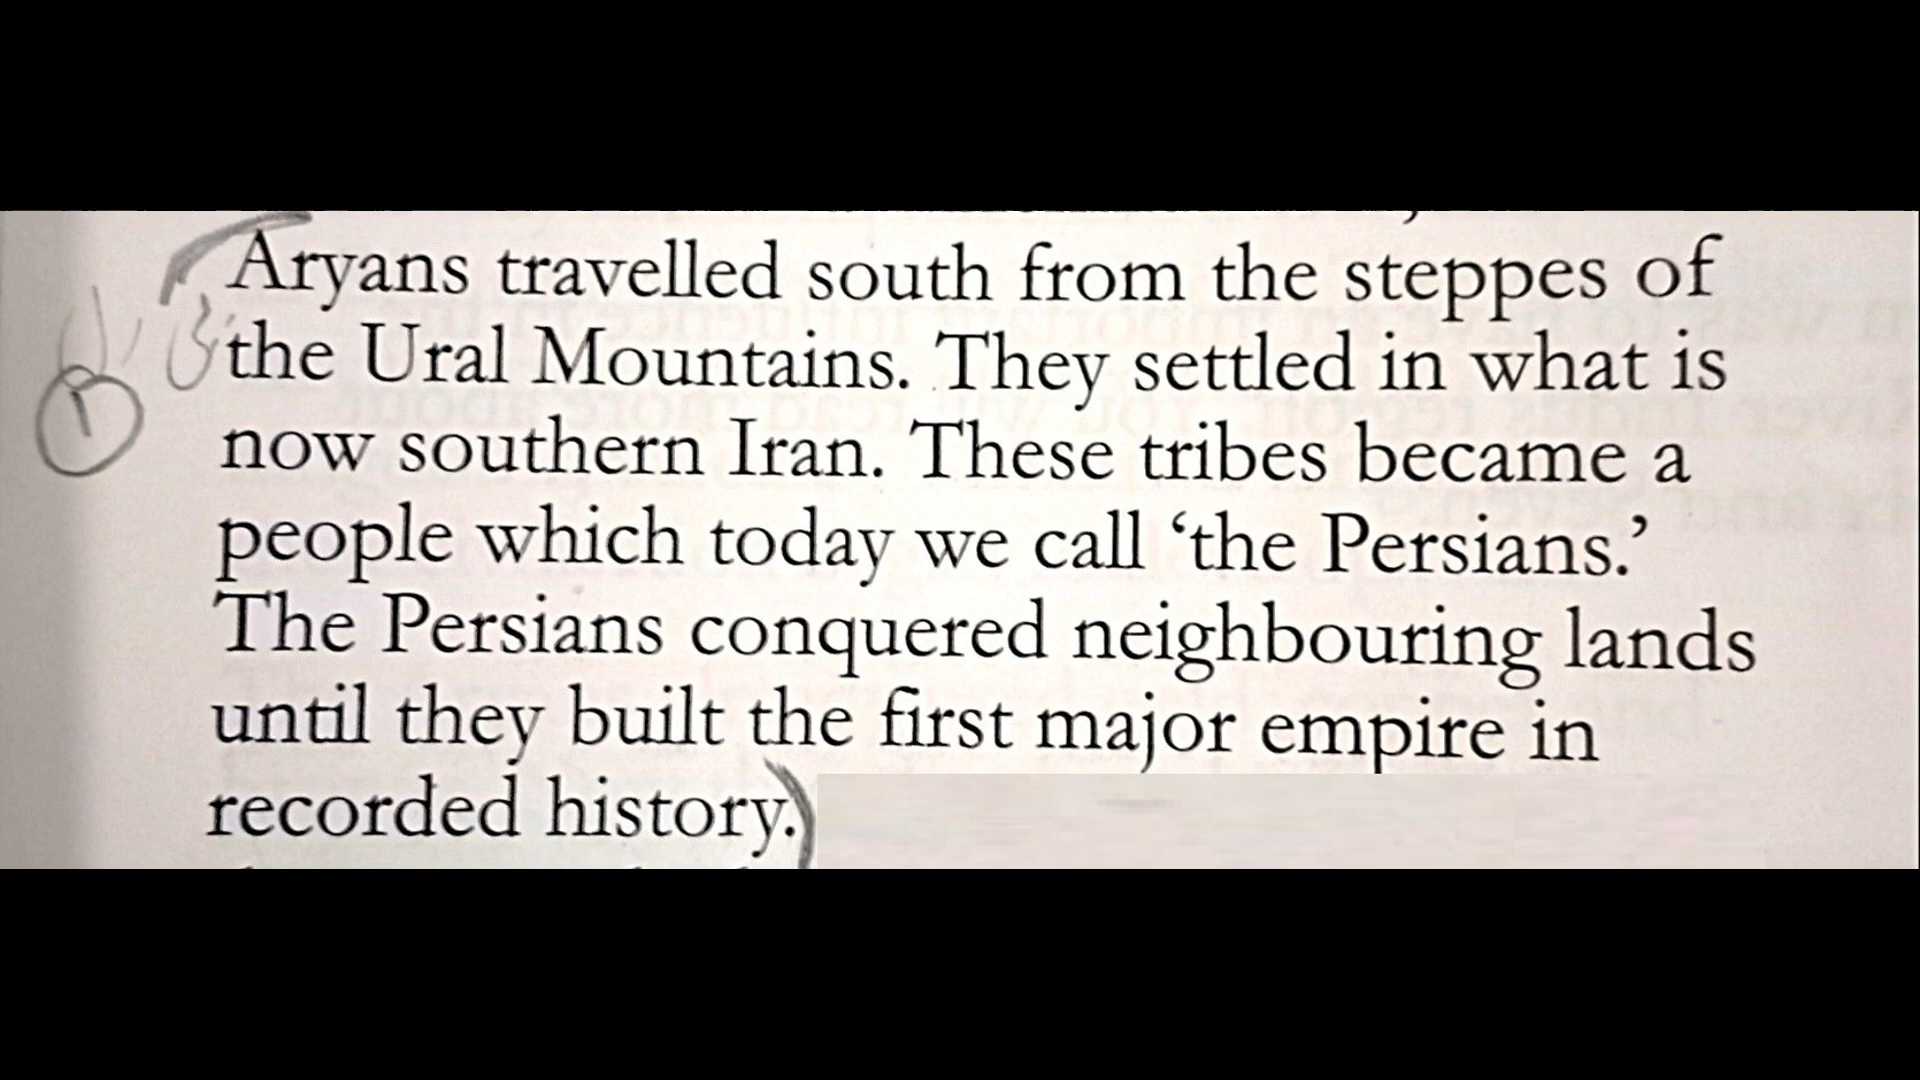 Aryans travelled south from the steppes of
the Ural Mountains. They settled in what is
now southern Iran. These tribes became a
people which today we call ‘the Persians.’
The Persians conquered neighbouring lands
until they built the first major empire in
recorded history.)
1